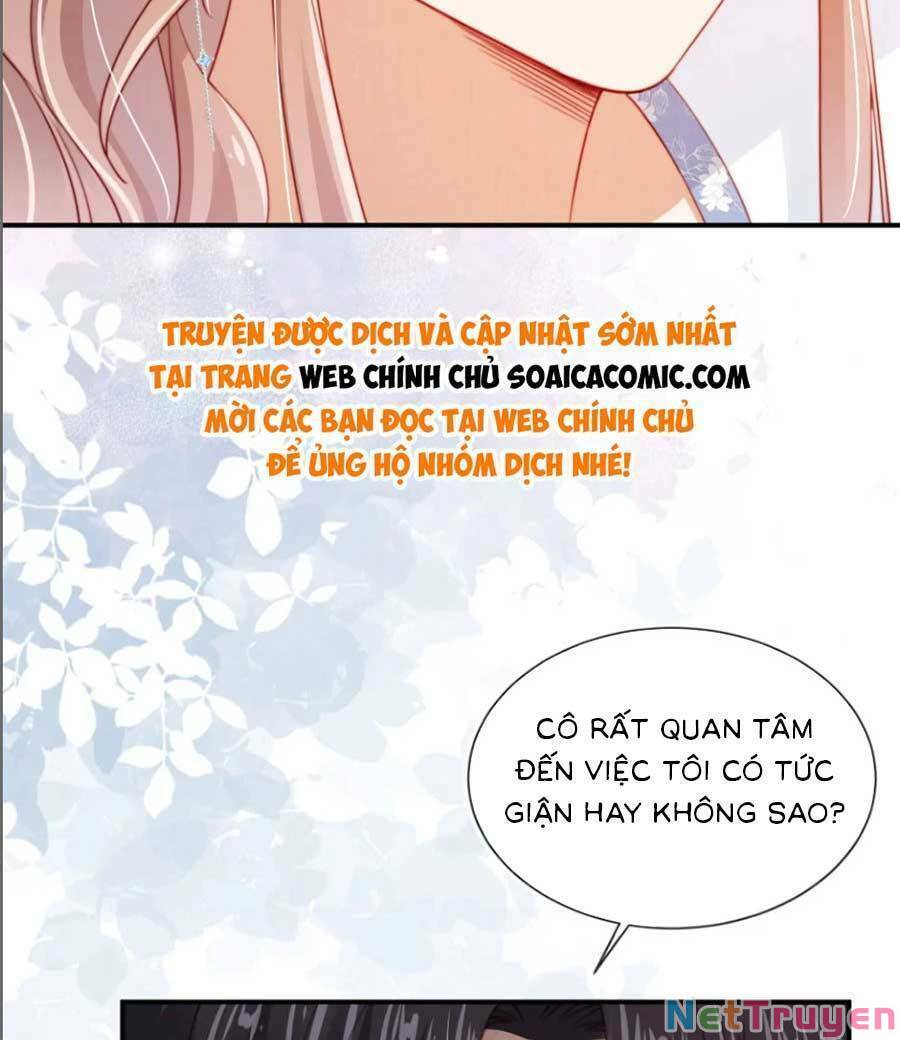 TRUYỆN ĐƯỢC DỊCH VÀ CẬP NHẬT SỚM NHẤT
TẠI TRANG WEB CHÍNH CHỦ SOAICACOMIC.COM
MỜI CÁC BẠN ĐỌC TẠI WEB CHÍNH CHỦ
ĐỂ ỦNG HỘ NHÓM DỊCH NHÉ!
CÔ RẤT QUAN TÂM
ĐẾN VIỆC TÔI CÓ TỨC
GIẬN HAY KHÔNG SAO?
NetTruyen